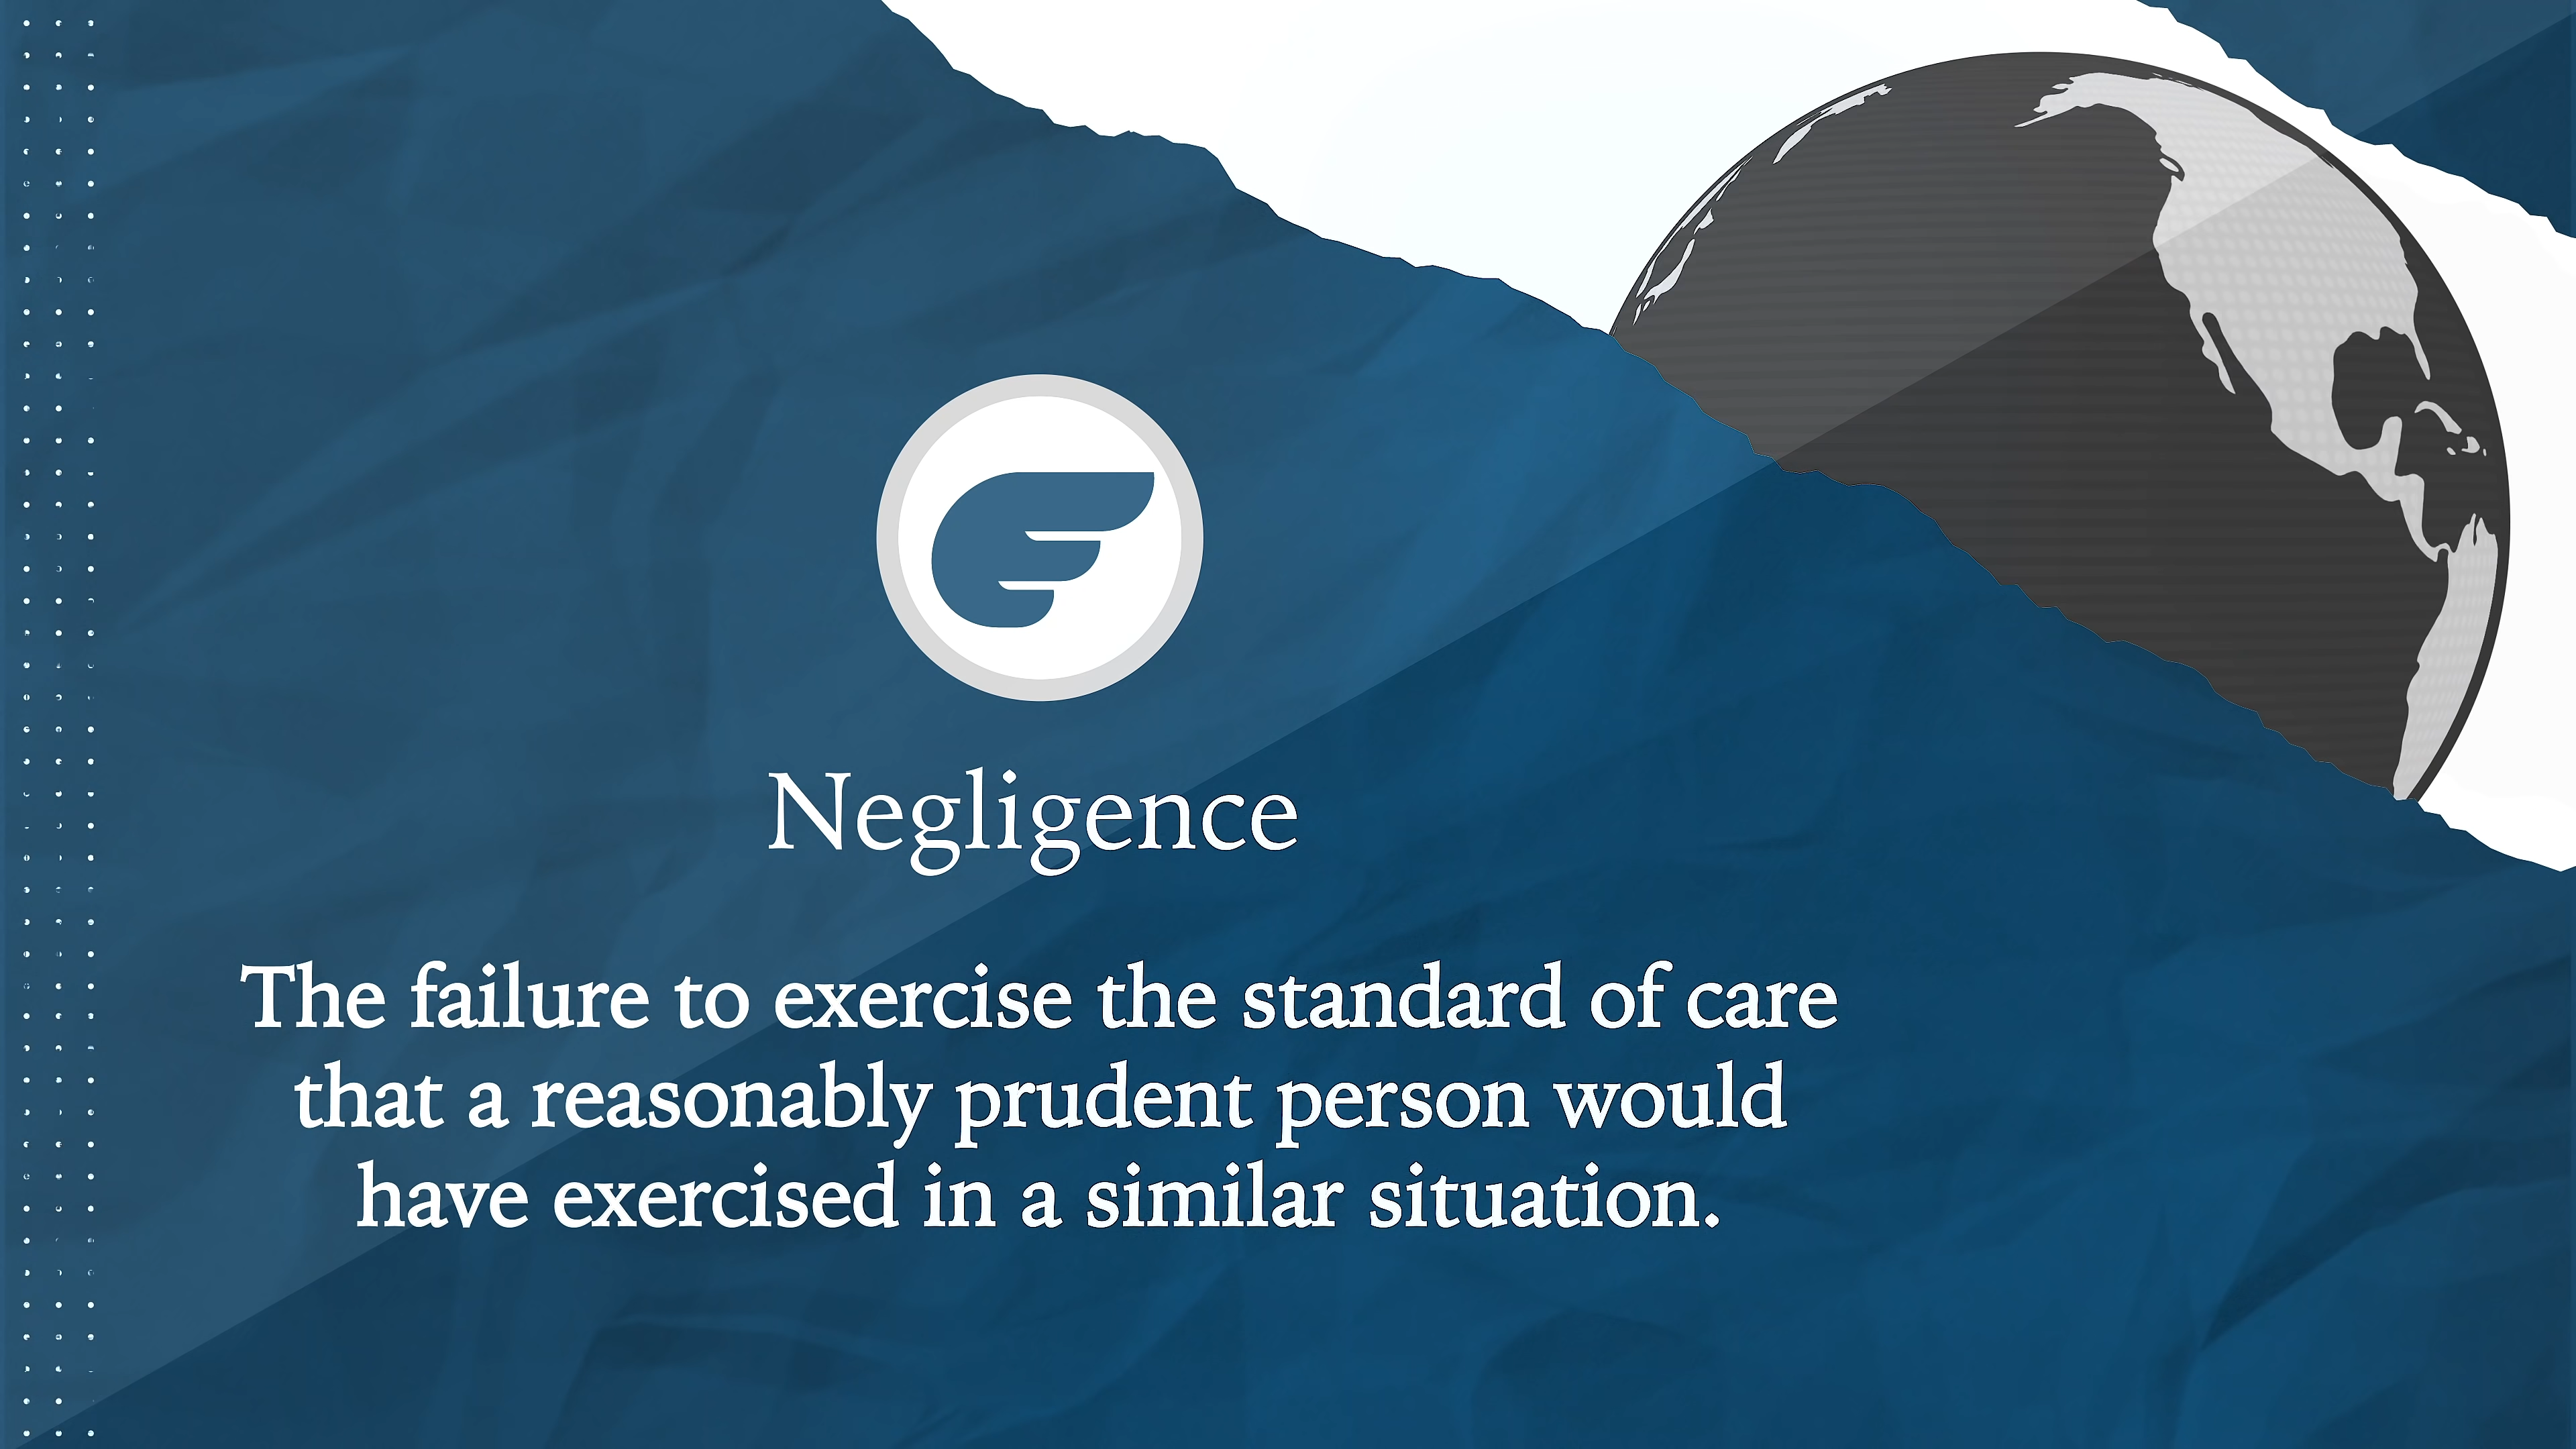 Negligence
The failure to exercise the standard of care
that a reasonably prudent person would
have exercised in a similar situation.